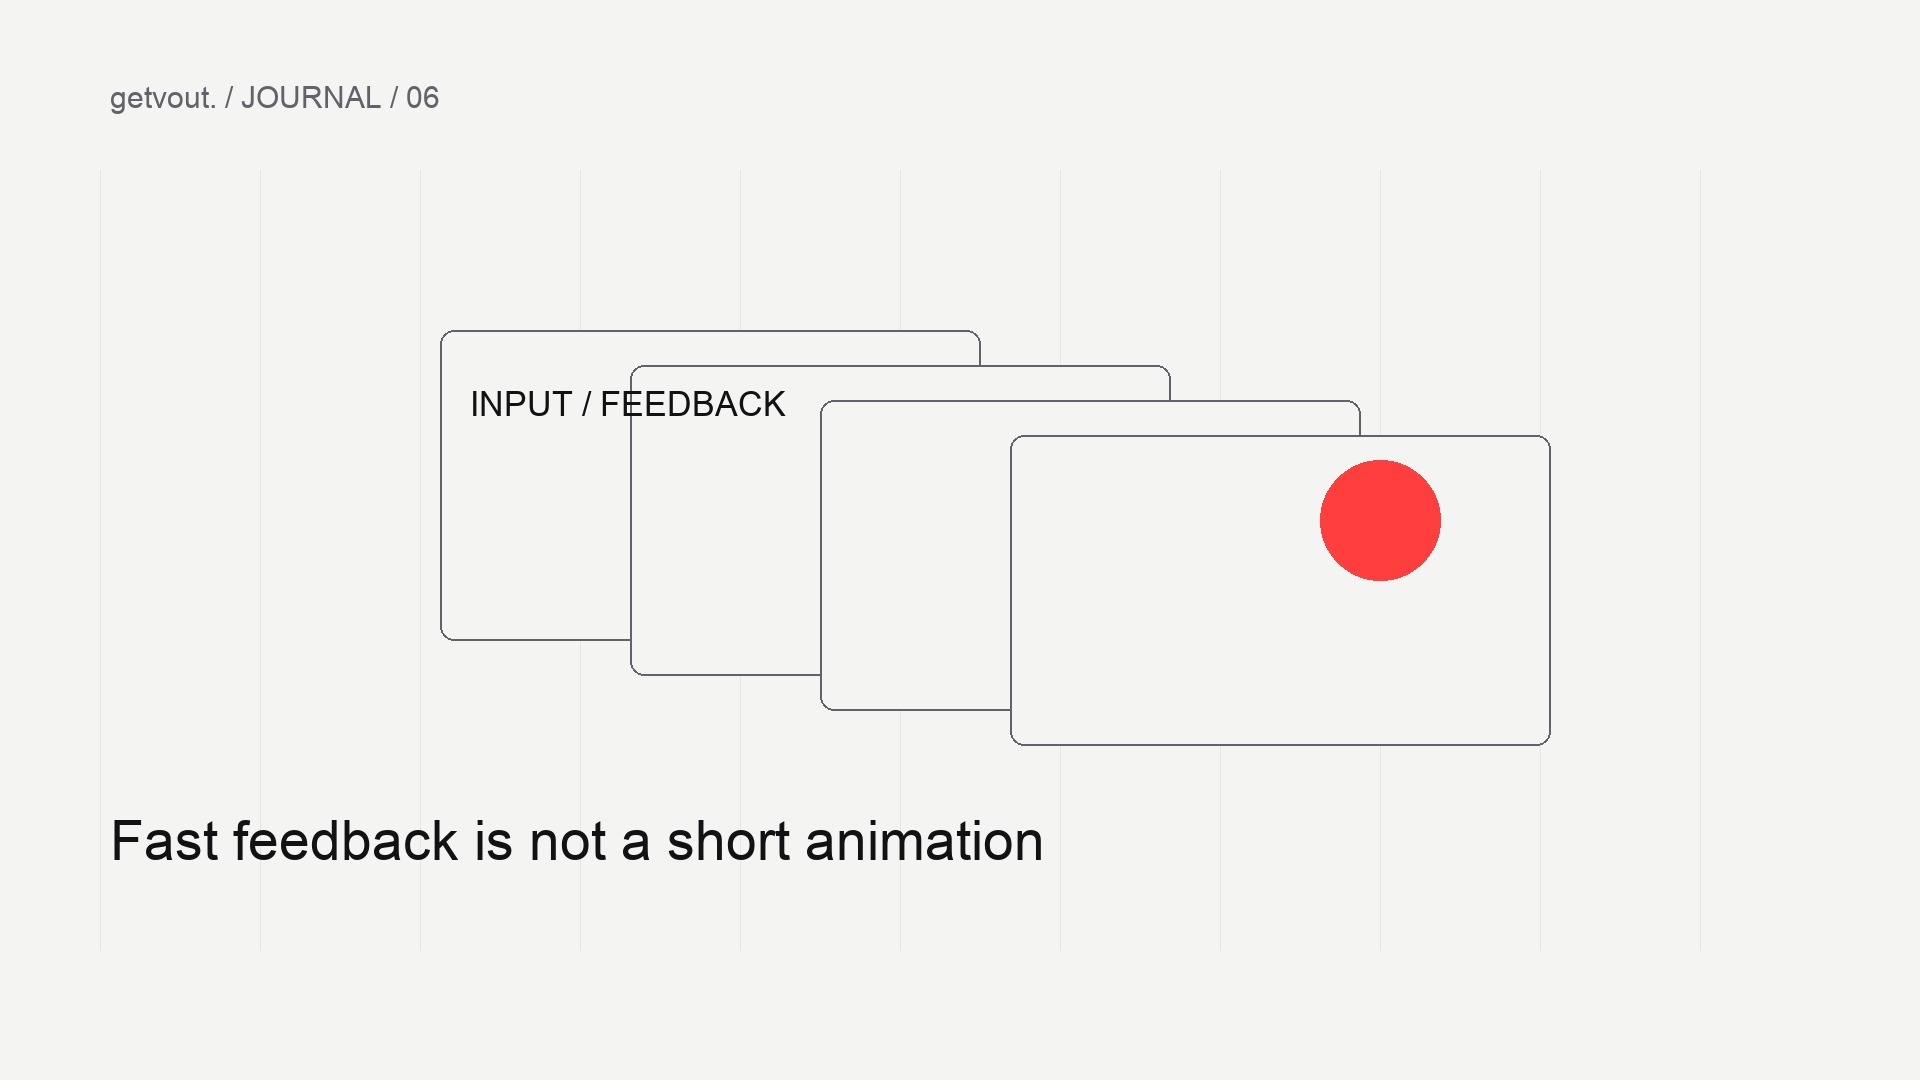 getvout. / JOURNAL / 06
INPUT / FEEDBACK
Fast feedback is not a short animation